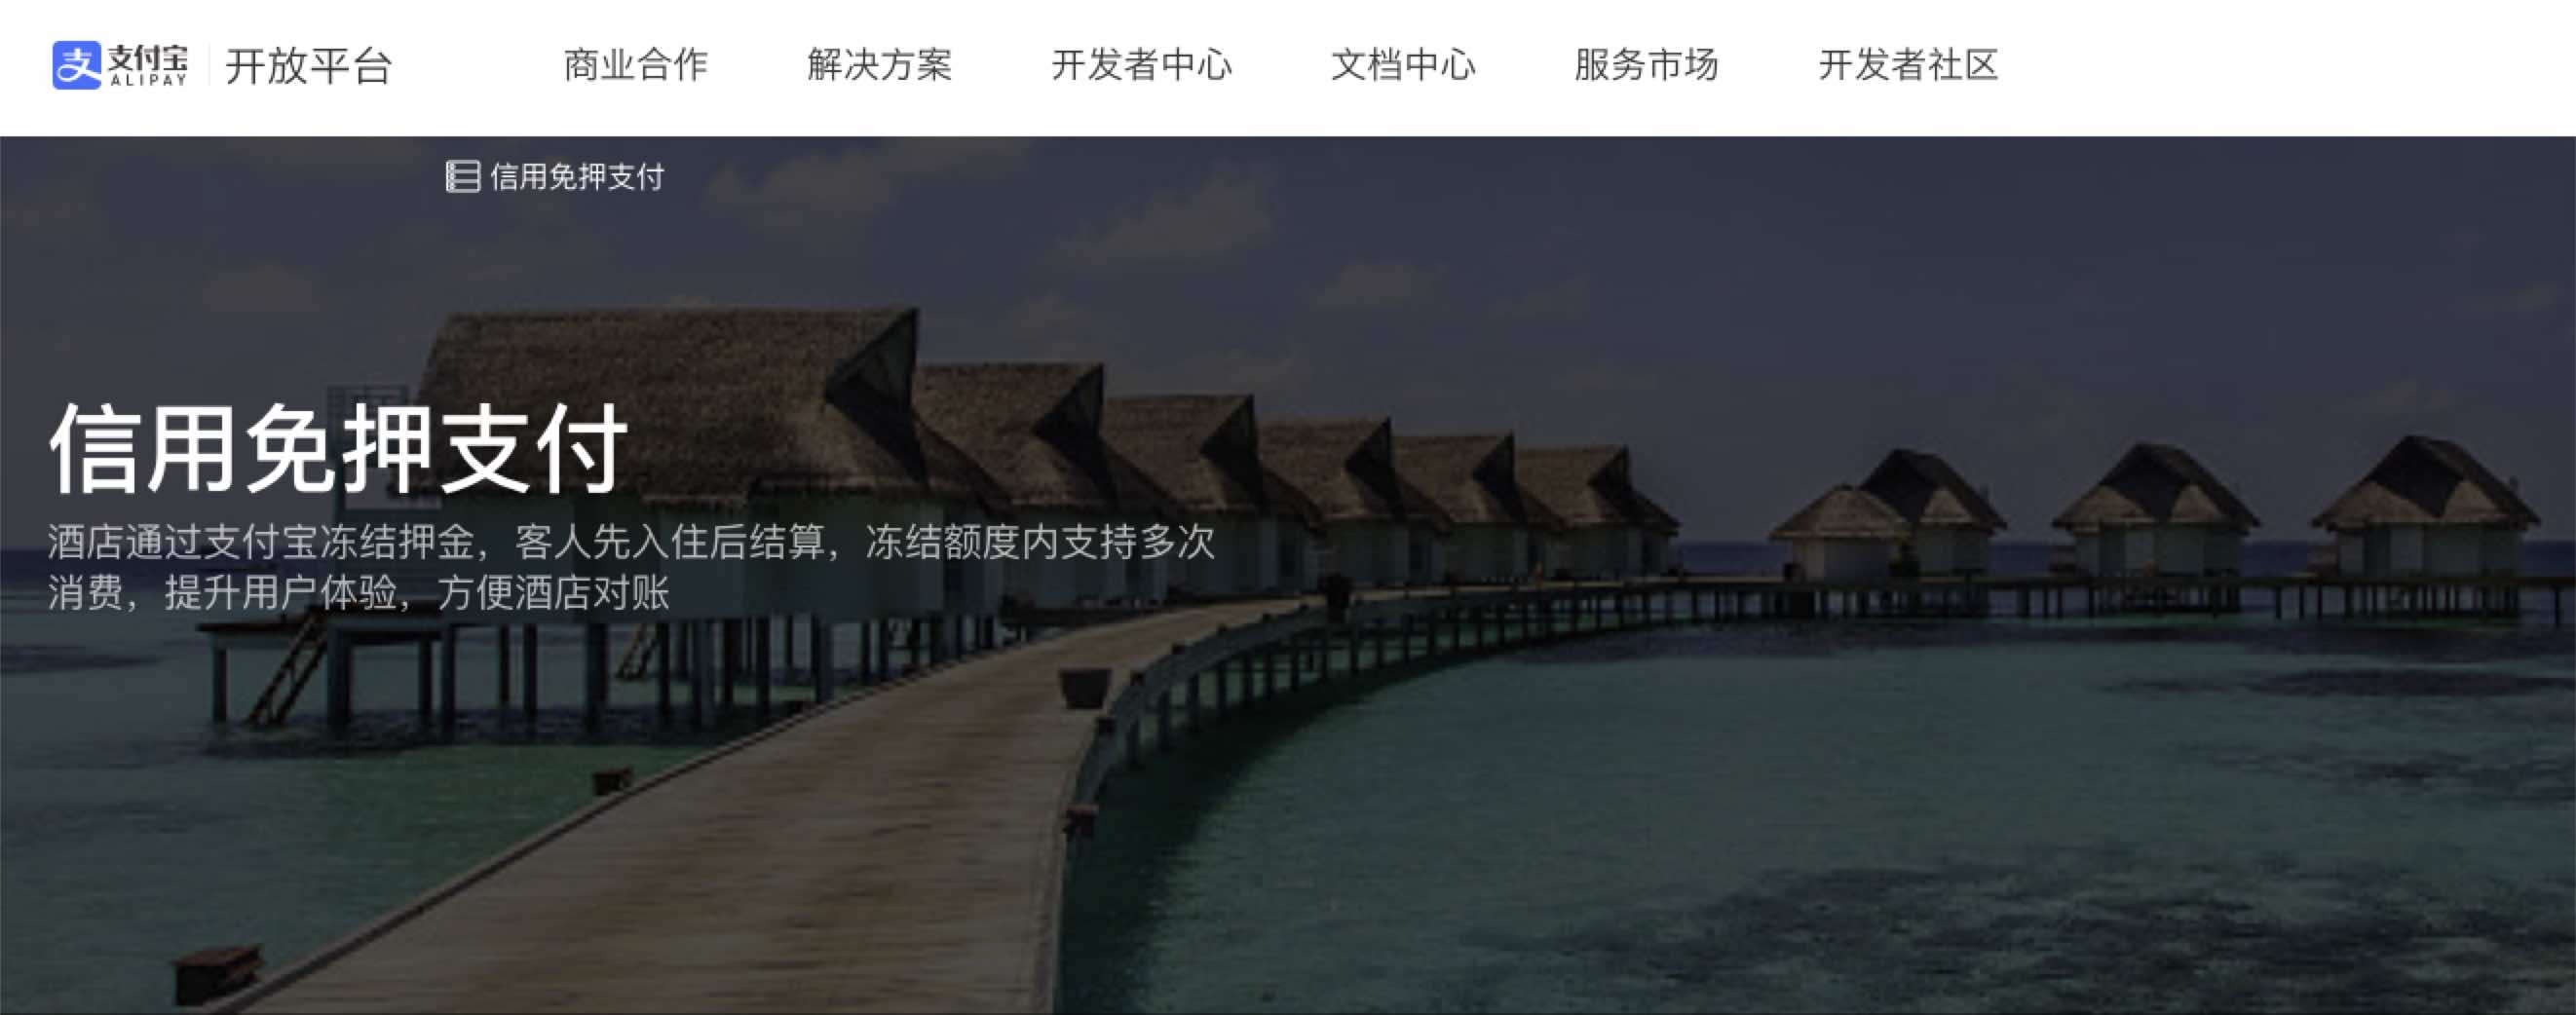 支付宝
ALIPAY
开放平台
商业合作
解决方案
开发者中心
文档中心
服务市场
开发者社区
信用免押支付
信用免押支付
酒店通过支付宝冻结押金，客人先入住后结算，冻结额度内支持多次
消费，提升用户体验，方便酒店对账